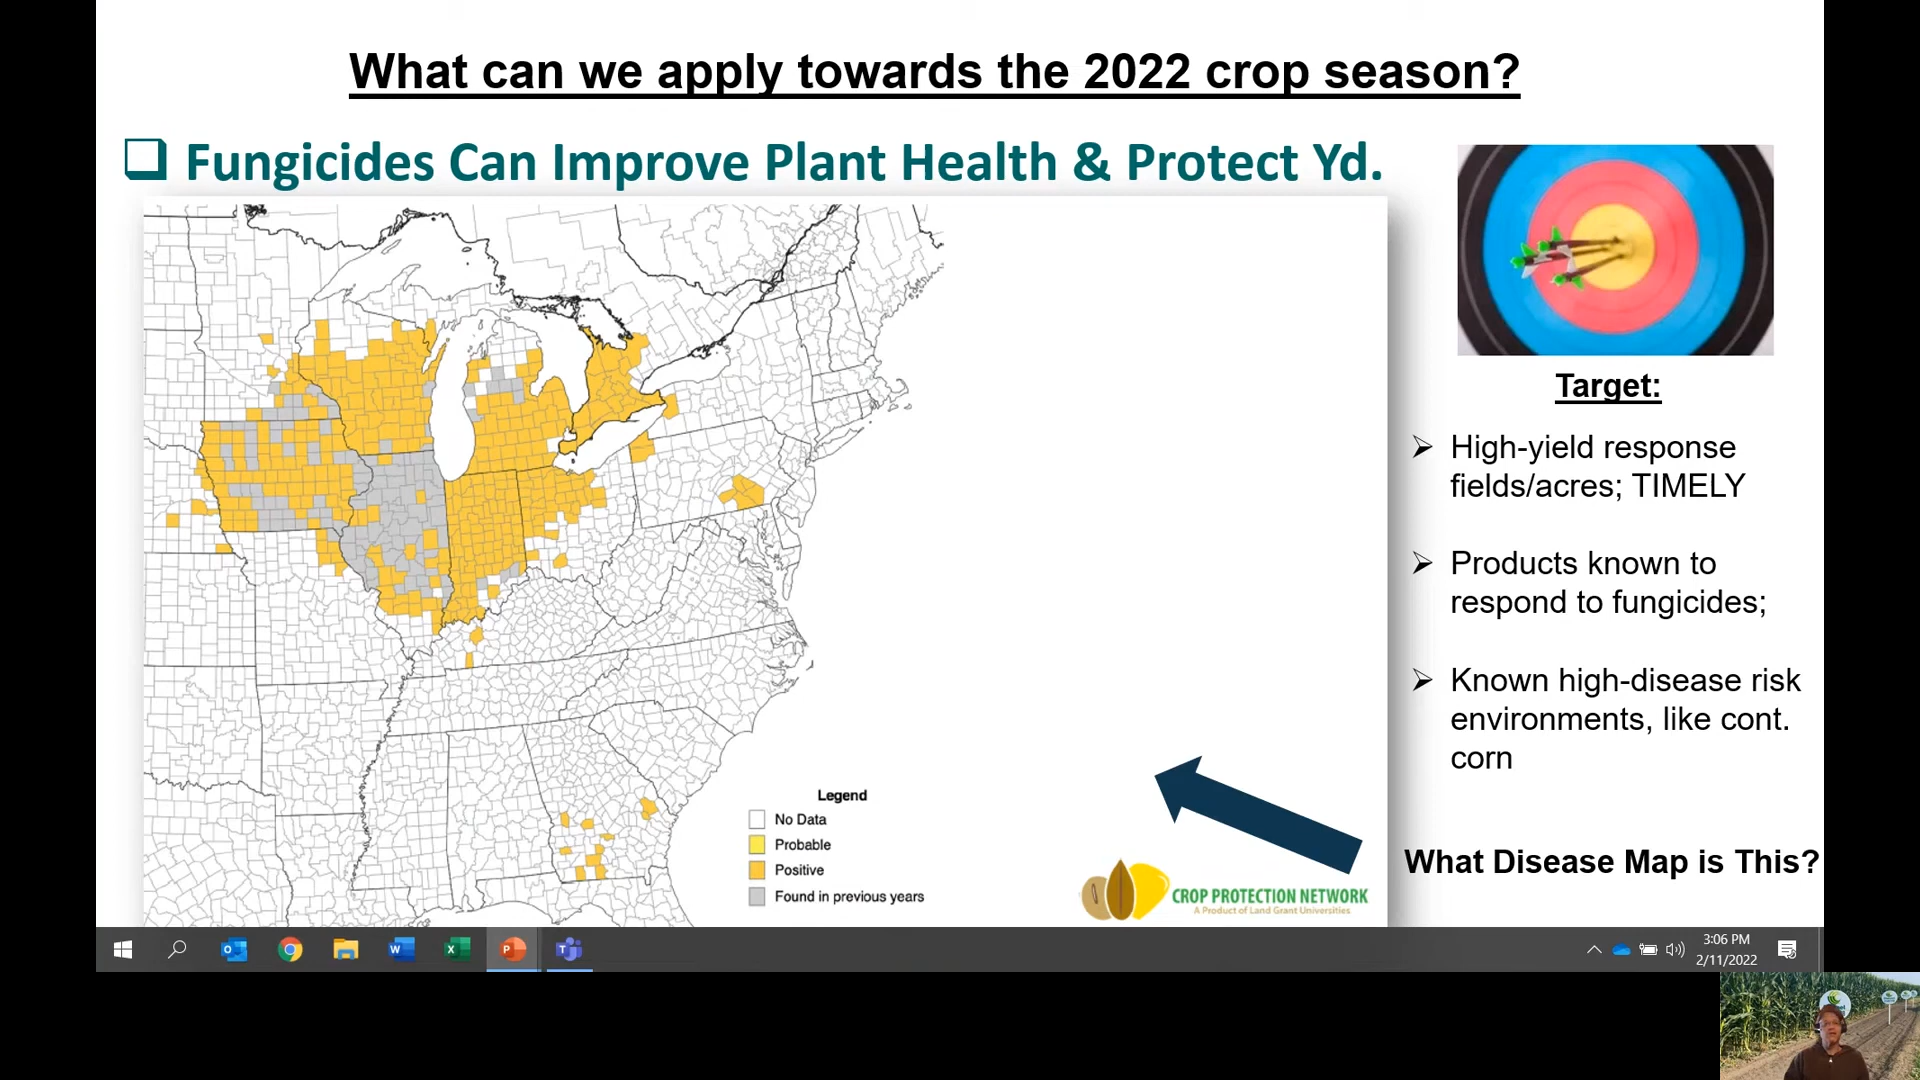 What can we apply towards the 2022 crop season?
Fungicides Can Improve Plant Health & Protect Yd.
Target:
High-yield response
fields/acres; TIMELY
Products known to
respond to fungicides;
Known high-disease risk
environments, like cont.
corn
What Disease Map is This?
Legend
No Data
Probable
Positive
Found in previous years
CROP PROTECTION NETWORK
A Product of Land Grant Universities
3:06 PM
2/11/2022